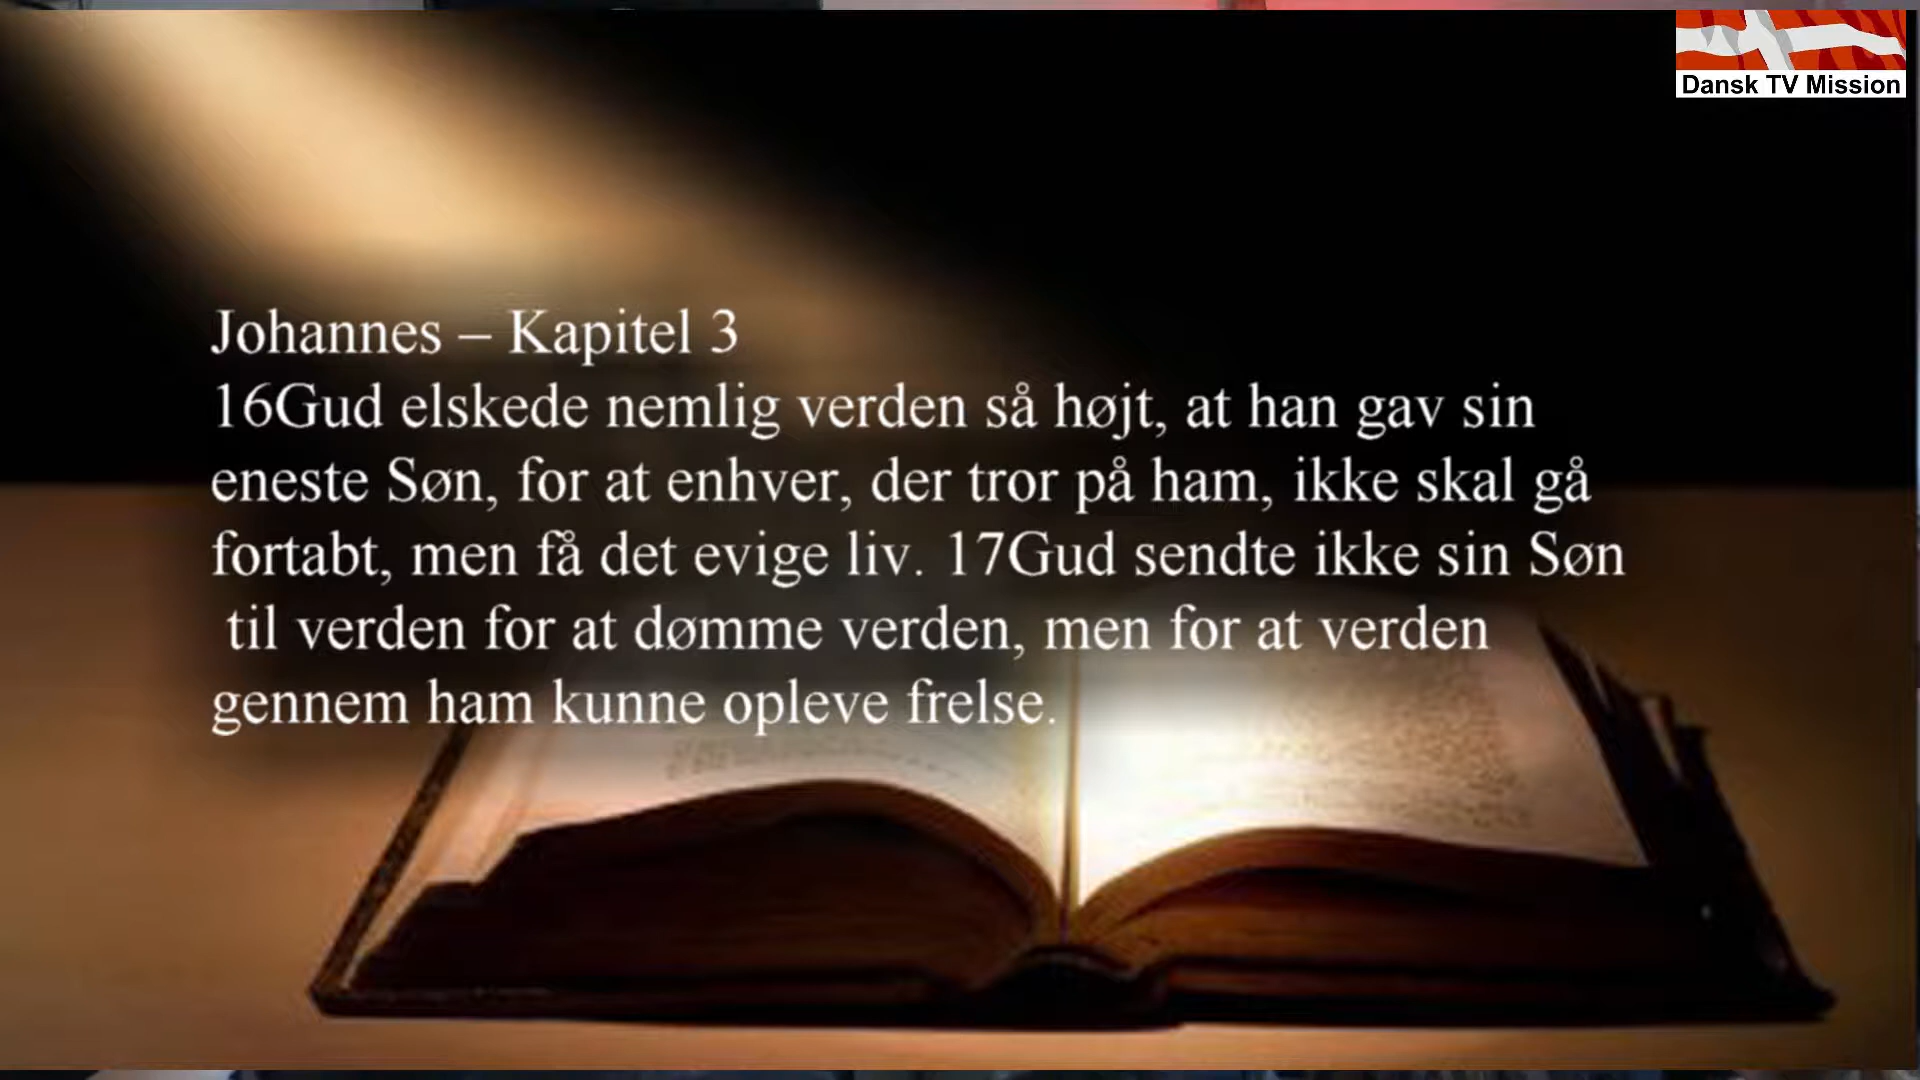 Dansk TV Mission
Johannes – Kapitel 3
16Gud elskede nemlig verden så højt, at han gav sin
eneste Søn, for at enhver, der tror på ham, ikke skal gå
fortabt, men få det evige liv. 17Gud sendte ikke sin Søn
til verden for at dømme verden, men for at verden
gennem ham kunne opleve frelse.